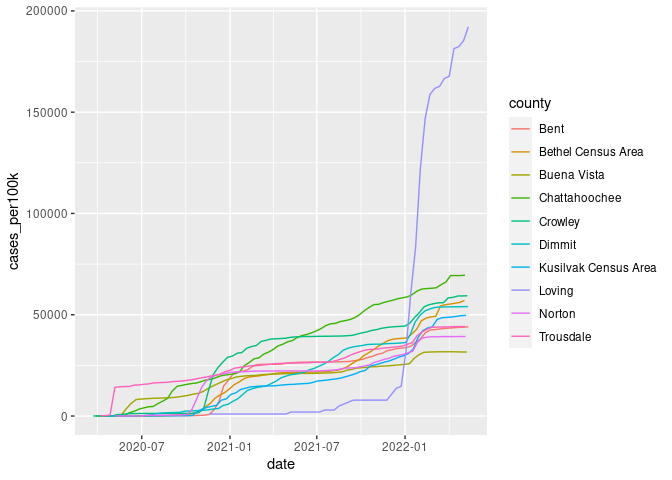 200000
150000
100000
50000
0
cases_per100k
2020-07
2021-01
2021-07
2022-01
date
county
Bent
Bethel Census Area
Buena Vista
Chattahoochee
Crowley
Dimmit
Kusilvak Census Area
Loving
Norton
Trousdale